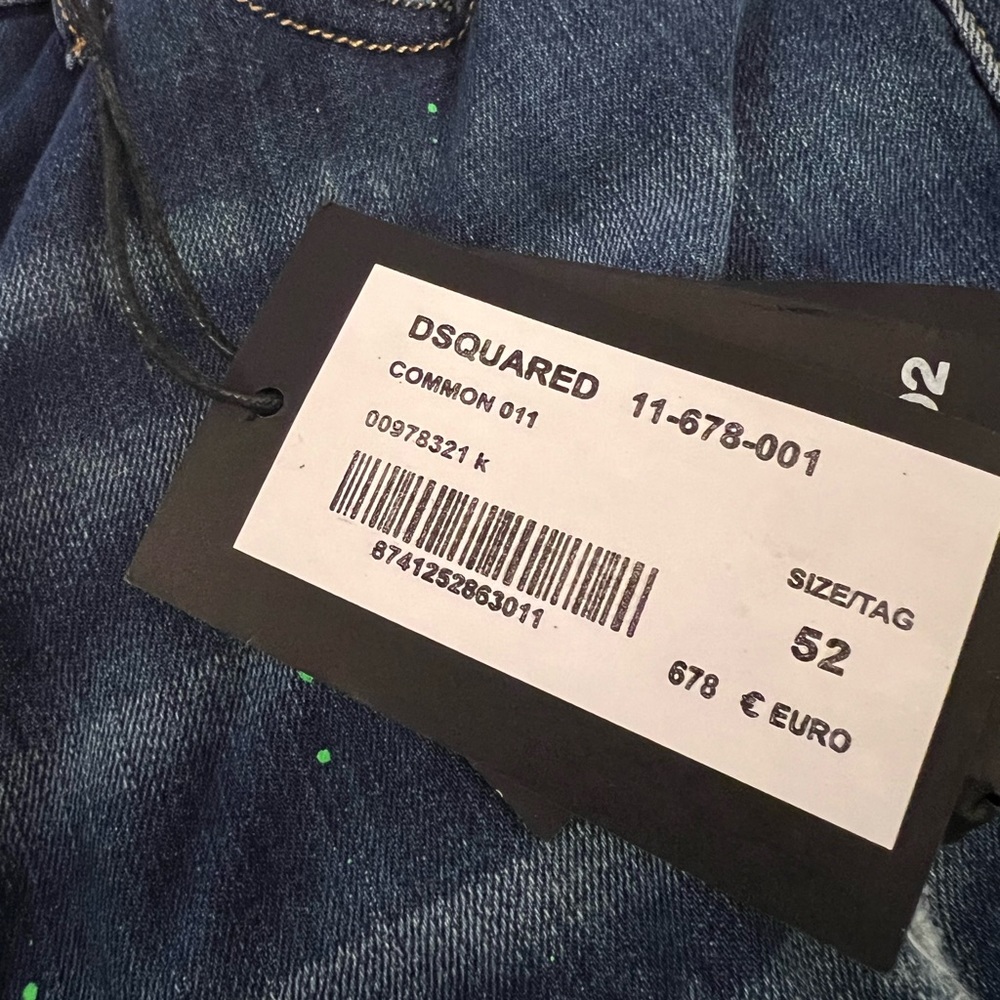 DSQUARED 11-678-001
COMMON 011
00978321 k
8741252863011
SIZE/TAG
52
678 € EURO